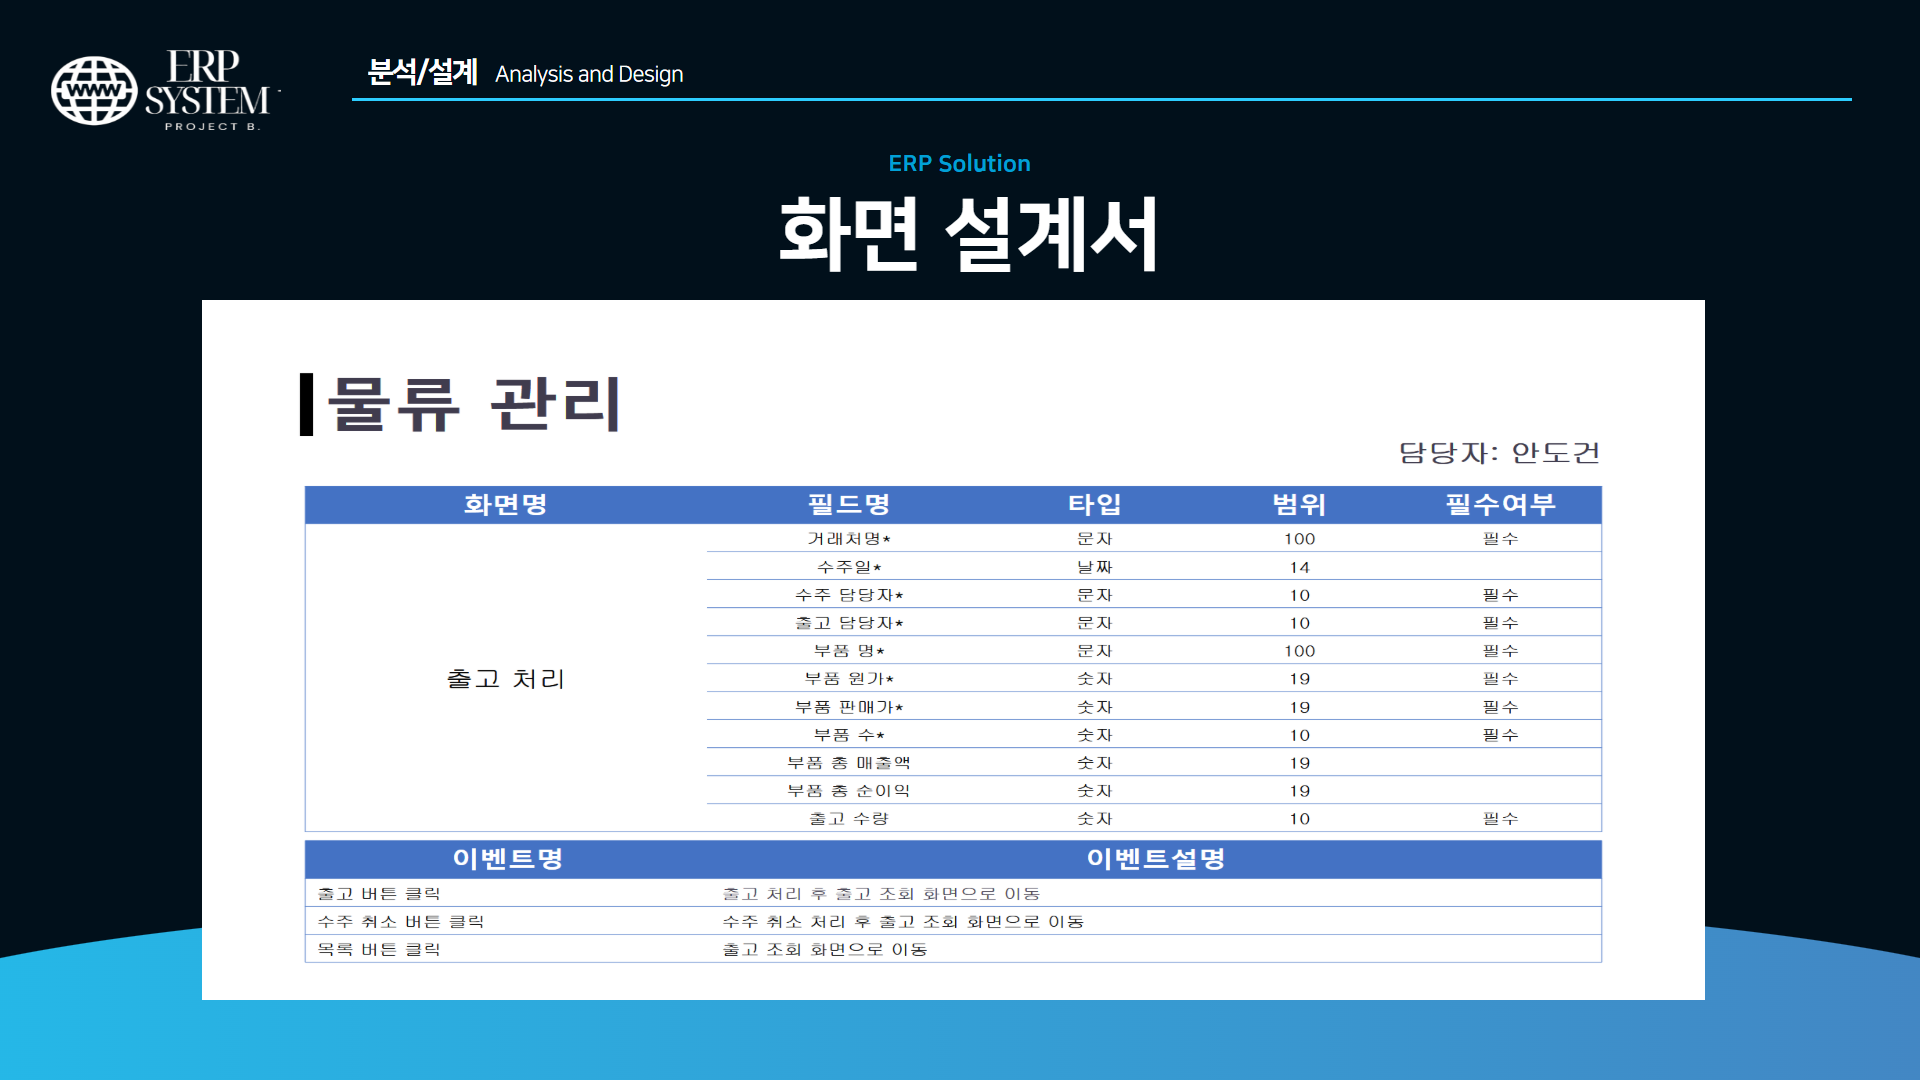 WWW
ERP
SYSTEM
PROJECT B.
분석/설계 Analysis and Design
ERP Solution
화면 설계서
물류 관리
담당자: 안도건
화면명 필드명 타입 범위 필수여부
출고 처리
거래처명* 문자 100 필수
수주일* 날짜 14
수주 담당자* 문자 10 필수
출고 담당자* 문자 10 필수
부품 명* 문자 100 필수
부품 원가* 숫자 19 필수
부품 판매가* 숫자 19 필수
부품 수* 숫자 10 필수
부품 총 매출액 숫자 19
부품 총 순이익 숫자 19
출고 수량 숫자 10 필수
이벤트명 이벤트설명
출고 버튼 클릭 출고 처리 후 출고 조회 화면으로 이동
수주 취소 버튼 클릭 수주 취소 처리 후 출고 조회 화면으로 이동
목록 버튼 클릭 출고 조회 화면으로 이동